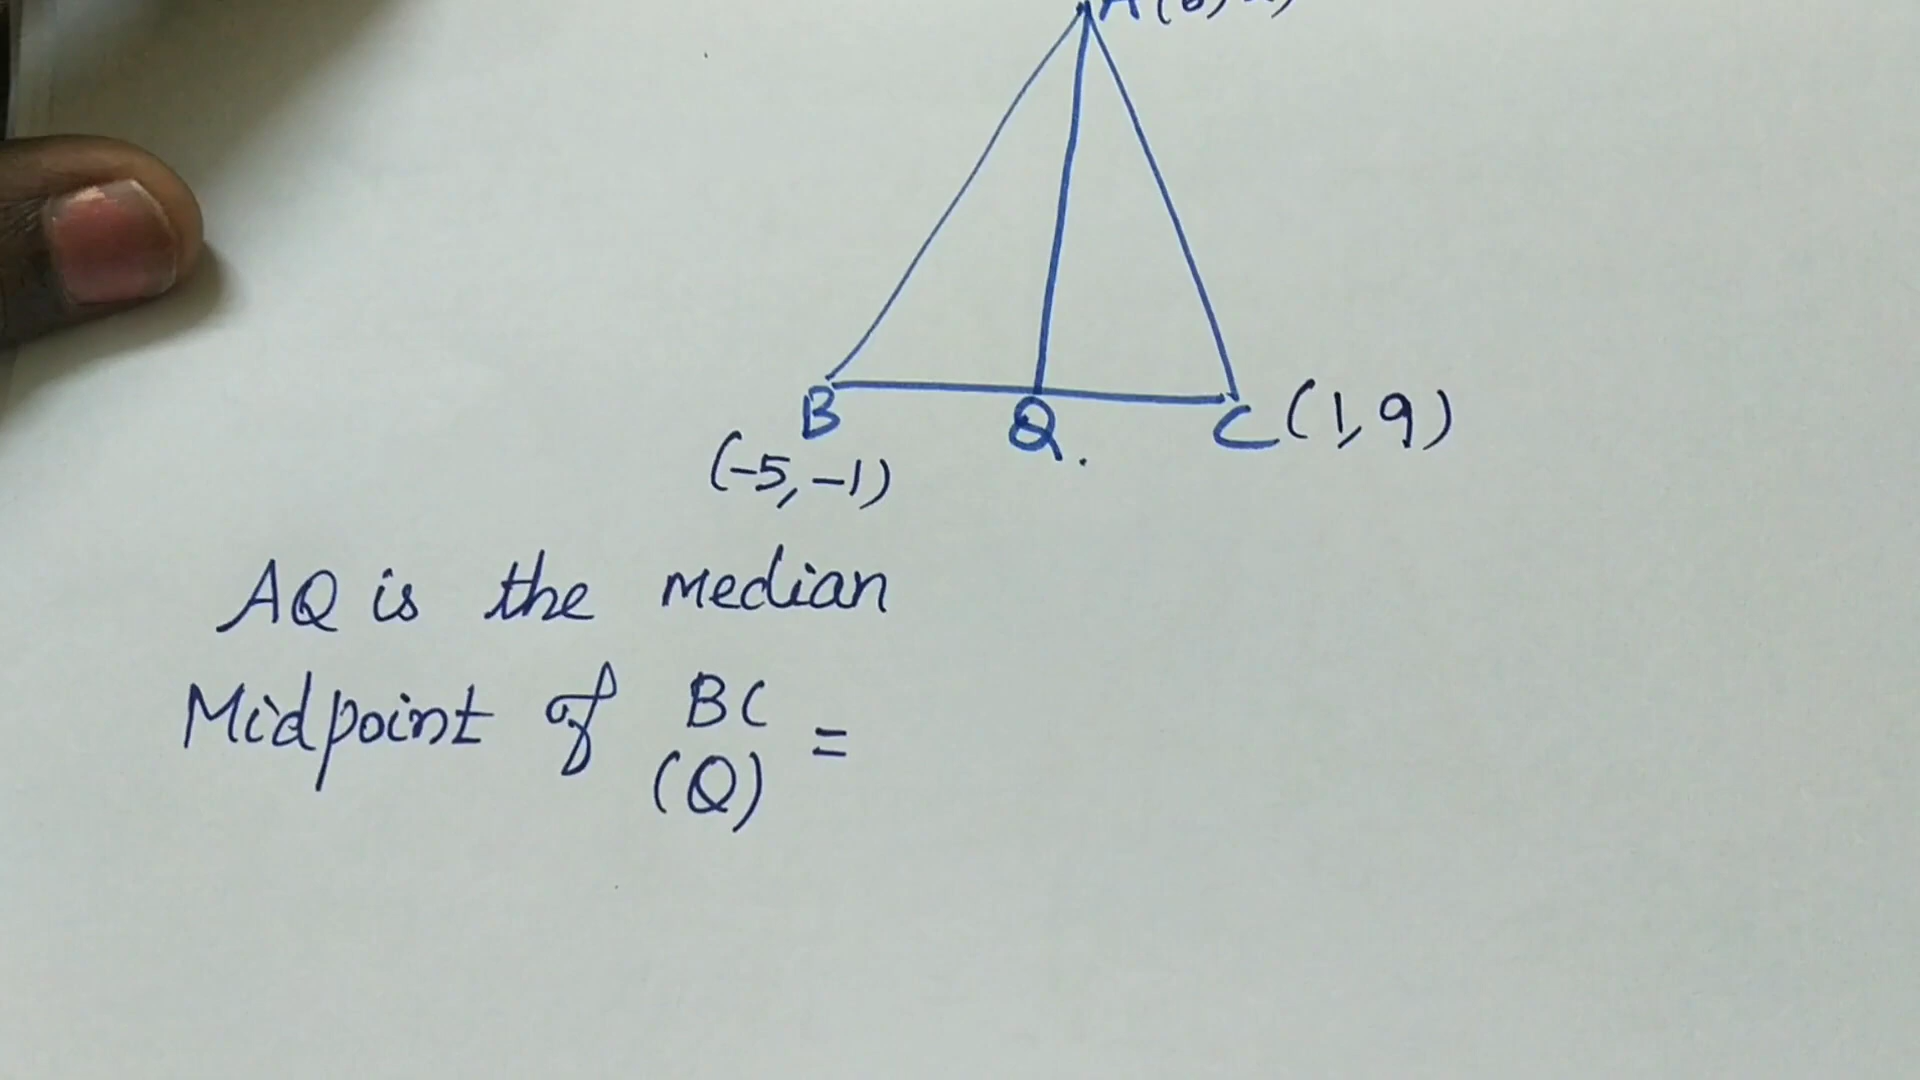 A
B Q. C (1, 9)
(-5, -1)
AQ is the median
Midpoint of BC =
(Q)